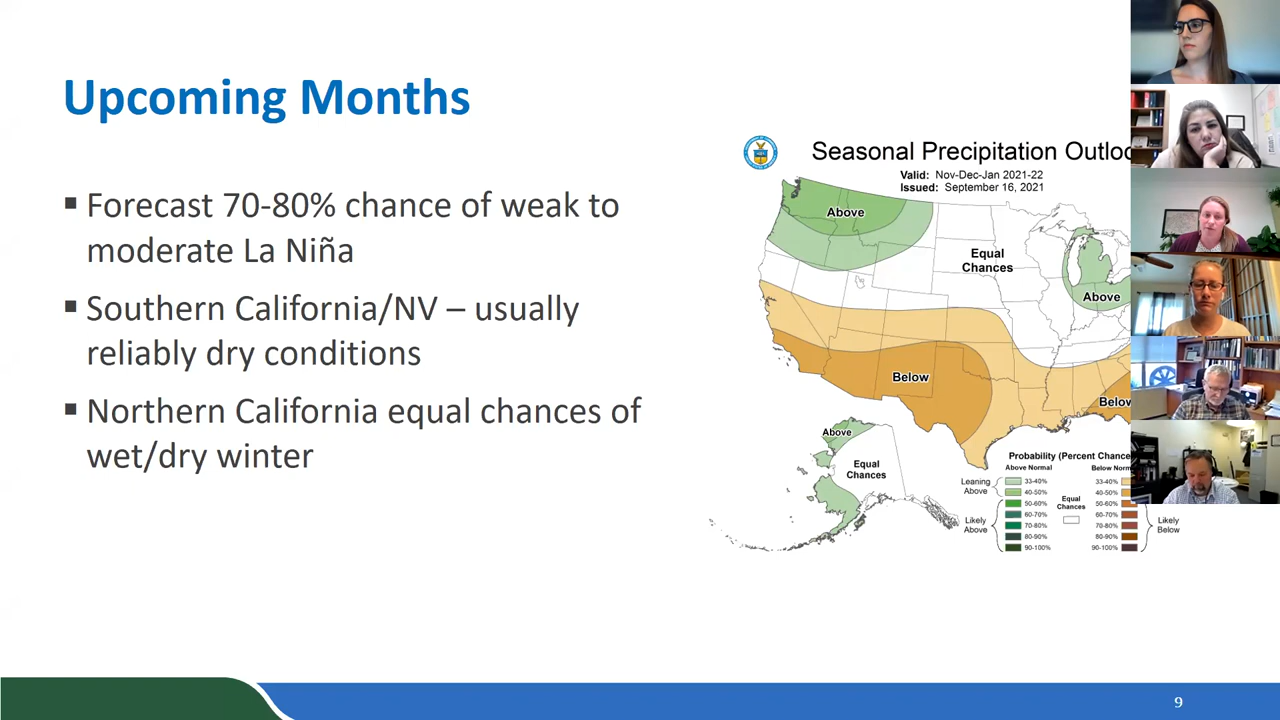 Upcoming Months
▪ Forecast 70-80% chance of weak to
moderate La Niña
▪ Southern California/NV – usually
reliably dry conditions
▪ Northern California equal chances of
wet/dry winter
Seasonal Precipitation Outloo
Valid: Nov-Dec-Jan 2021-22
Issued: September 16, 2021
Above
Equal
Chances
Above
Below
Below
Above
Equal
Chances
Probability (Percent Chance
Above Normal
Below Norm
Leaning
Above
33-40%
40-50%
50-60%
60-70%
70-80%
80-90%
90-100%
Likely
Above
Equal
Chances
33-40%
40-50%
50-60%
60-70%
70-80%
80-90%
90-100%
Likely
Below
9